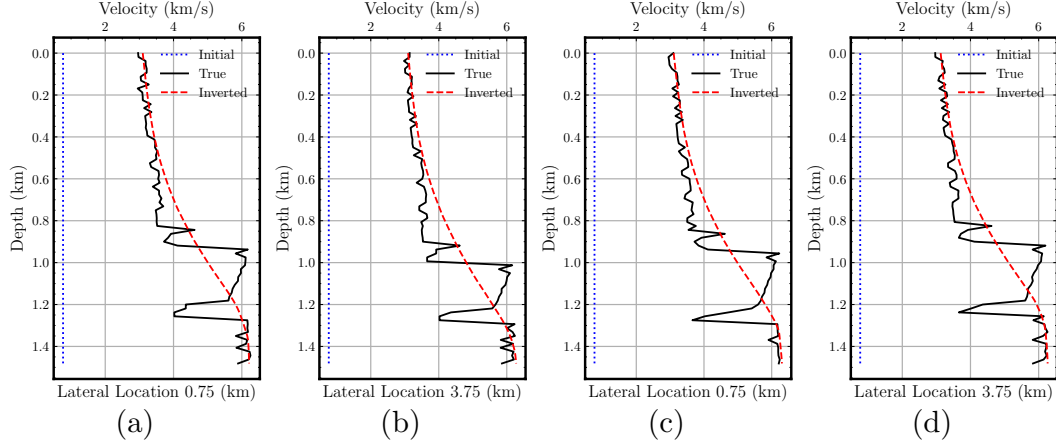 Velocity (km/s)
2 4 6
Depth (km)
0.0
0.2
0.4
0.6
0.8
1.0
1.2
1.4
Initial
True
Inverted
Lateral Location 0.75 (km)
(a)
Velocity (km/s)
2 4 6
Depth (km)
0.0
0.2
0.4
0.6
0.8
1.0
1.2
1.4
Initial
True
Inverted
Lateral Location 3.75 (km)
(b)
Velocity (km/s)
2 4 6
Depth (km)
0.0
0.2
0.4
0.6
0.8
1.0
1.2
1.4
Initial
True
Inverted
Lateral Location 0.75 (km)
(c)
Velocity (km/s)
2 4 6
Depth (km)
0.0
0.2
0.4
0.6
0.8
1.0
1.2
1.4
Initial
True
Inverted
Lateral Location 3.75 (km)
(d)